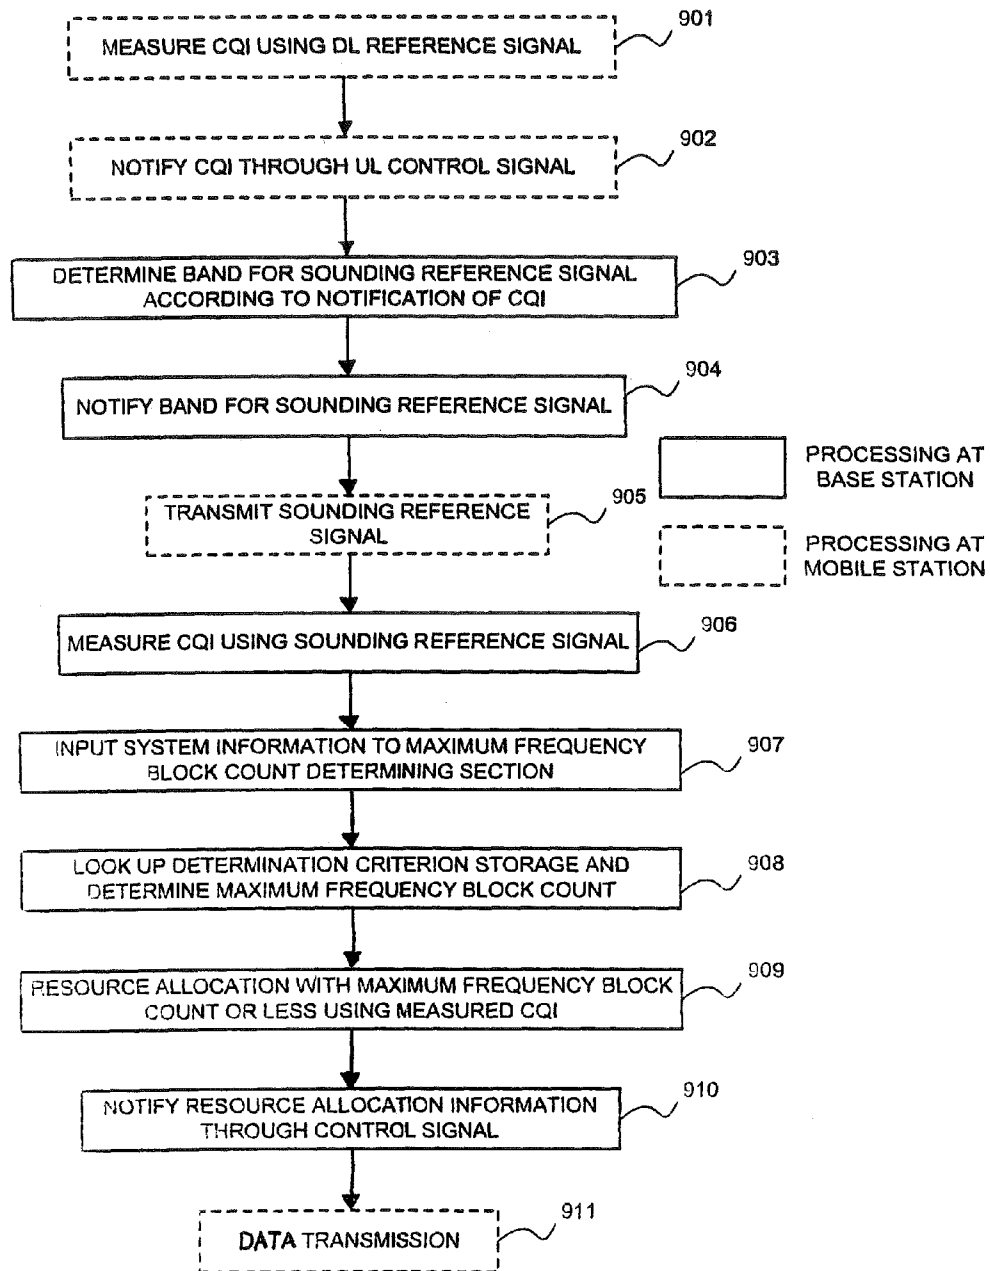 901
MEASURE CQI USING DL REFERENCE SIGNAL
902
NOTIFY CQI THROUGH UL CONTROL SIGNAL
903
DETERMINE BAND FOR SOUNDING REFERENCE SIGNAL
ACCORDING TO NOTIFICATION OF CQI
904
NOTIFY BAND FOR SOUNDING REFERENCE SIGNAL
PROCESSING AT
BASE STATION
905
TRANSMIT SOUNDING REFERENCE
SIGNAL
PROCESSING AT
MOBILE STATION
906
MEASURE CQI USING SOUNDING REFERENCE SIGNAL
907
INPUT SYSTEM INFORMATION TO MAXIMUM FREQUENCY
BLOCK COUNT DETERMINING SECTION
908
LOOK UP DETERMINATION CRITERION STORAGE AND
DETERMINE MAXIMUM FREQUENCY BLOCK COUNT
909
RESOURCE ALLOCATION WITH MAXIMUM FREQUENCY BLOCK
COUNT OR LESS USING MEASURED CQI
910
NOTIFY RESOURCE ALLOCATION INFORMATION
THROUGH CONTROL SIGNAL
911
DATA TRANSMISSION